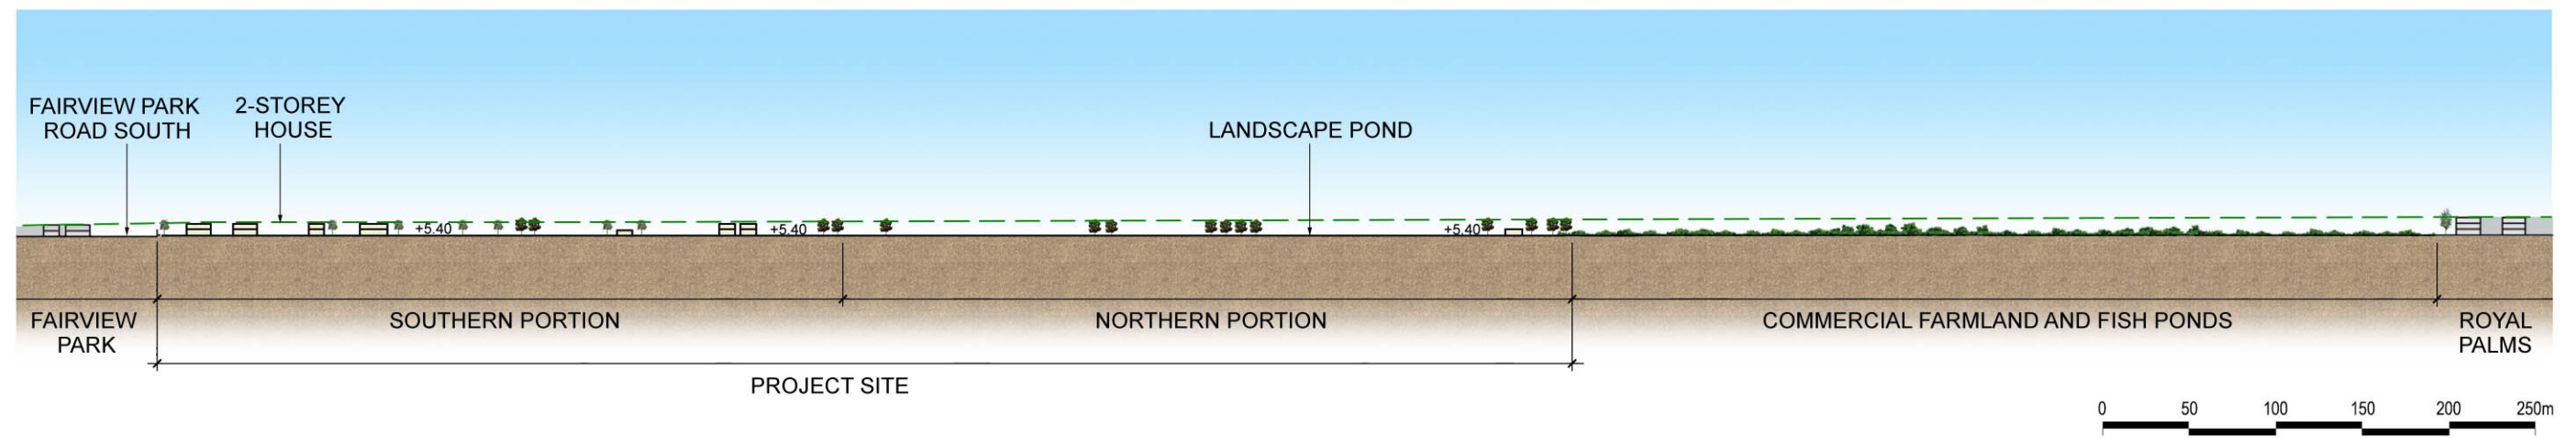 FAIRVIEW PARK
ROAD SOUTH
2-STOREY
HOUSE
LANDSCAPE POND
+5.40
+5.40
+5.40
FAIRVIEW
PARK
SOUTHERN PORTION
NORTHERN PORTION
COMMERCIAL FARMLAND AND FISH PONDS
ROYAL
PALMS
PROJECT SITE
0 50 100 150 200 250m